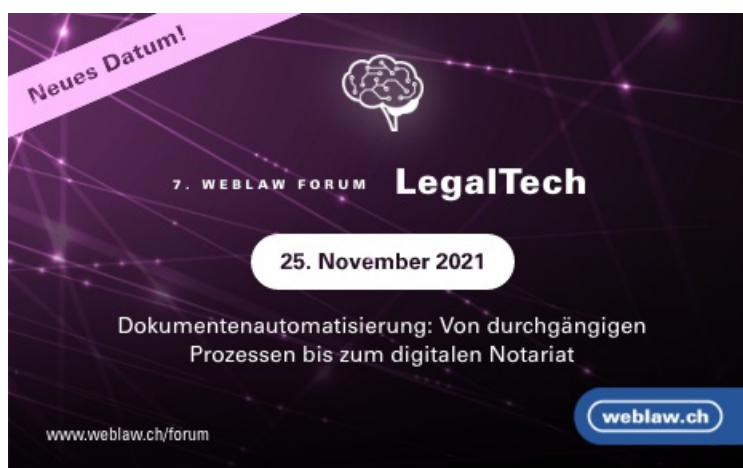 Neues Datum!
7. WEBLAW FORUM LegalTech
25. November 2021
Dokumentenautomatisierung: Von durchgängigen
Prozessen bis zum digitalen Notariat
www.weblaw.ch/forum
weblaw.ch